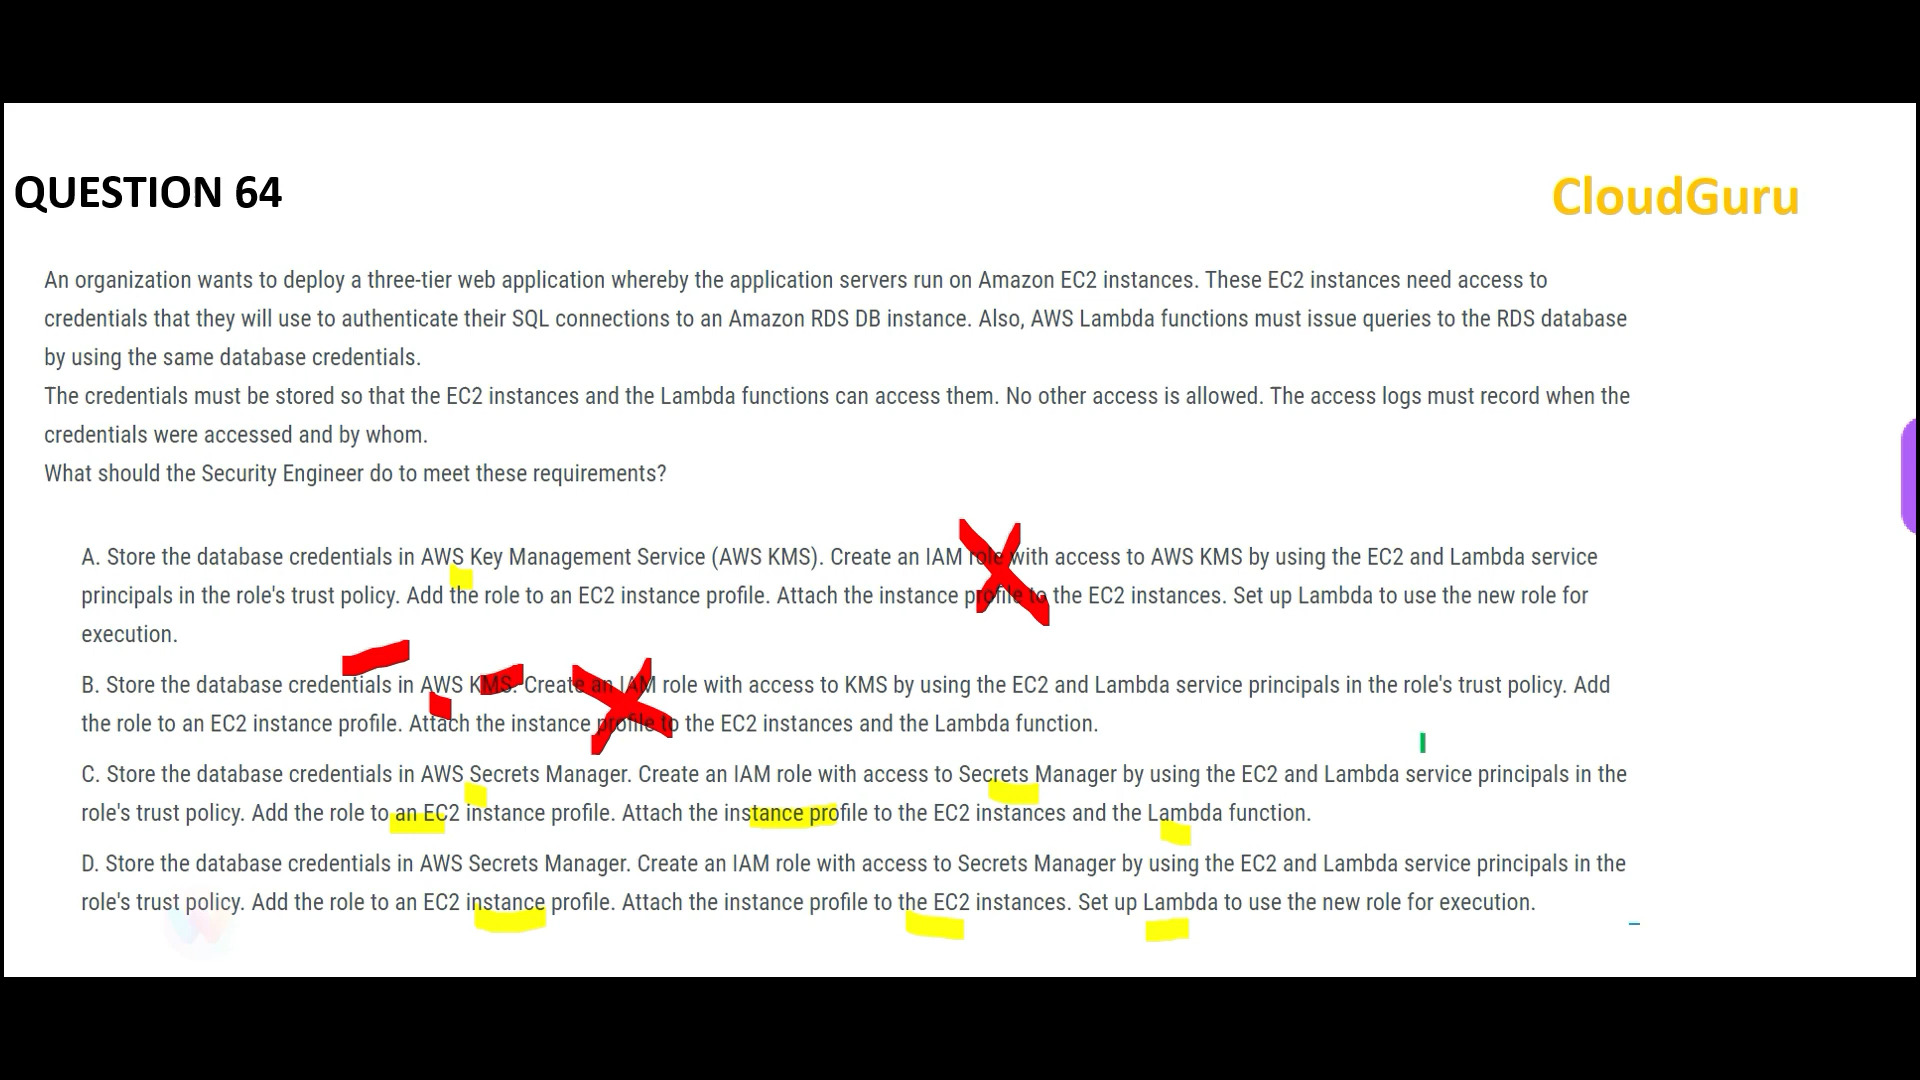 QUESTION 64
CloudGuru
An organization wants to deploy a three-tier web application whereby the application servers run on Amazon EC2 instances. These EC2 instances need access to
credentials that they will use to authenticate their SQL connections to an Amazon RDS DB instance. Also, AWS Lambda functions must issue queries to the RDS database
by using the same database credentials.
The credentials must be stored so that the EC2 instances and the Lambda functions can access them. No other access is allowed. The access logs must record when the
credentials were accessed and by whom.
What should the Security Engineer do to meet these requirements?
A. Store the database credentials in AWS Key Management Service (AWS KMS). Create an IAM role with access to AWS KMS by using the EC2 and Lambda service
principals in the role's trust policy. Add the role to an EC2 instance profile. Attach the instance profile to the EC2 instances. Set up Lambda to use the new role for
execution.
B. Store the database credentials in AWS KMS. Create an IAM role with access to KMS by using the EC2 and Lambda service principals in the role's trust policy. Add
the role to an EC2 instance profile. Attach the instance profile to the EC2 instances and the Lambda function.
C. Store the database credentials in AWS Secrets Manager. Create an IAM role with access to Secrets Manager by using the EC2 and Lambda service principals in the
role's trust policy. Add the role to an EC2 instance profile. Attach the instance profile to the EC2 instances and the Lambda function.
D. Store the database credentials in AWS Secrets Manager. Create an IAM role with access to Secrets Manager by using the EC2 and Lambda service principals in the
role's trust policy. Add the role to an EC2 instance profile. Attach the instance profile to the EC2 instances. Set up Lambda to use the new role for execution.